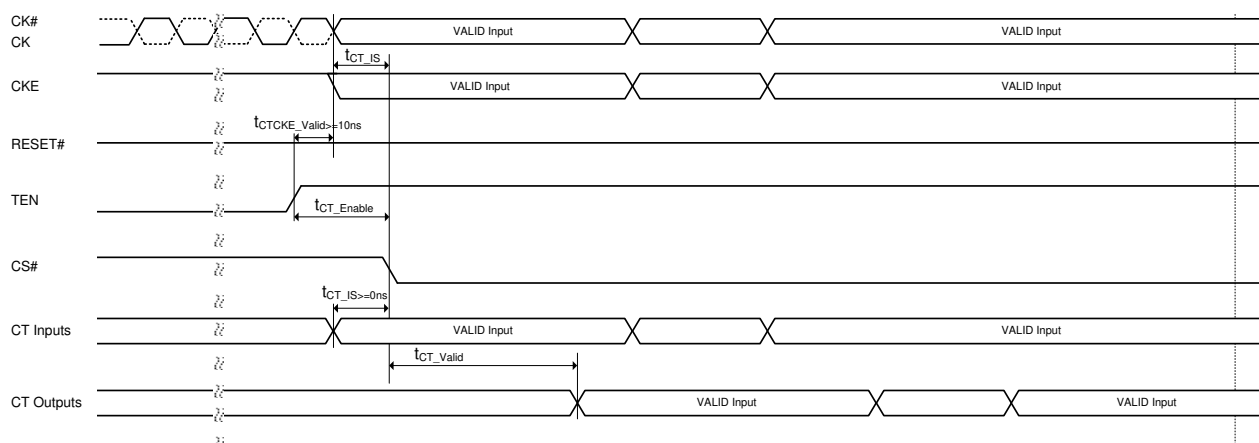 CK#
CK
VALID Input
VALID Input
tCT_IS
CKE
VALID Input
VALID Input
tCTCKE_Valid>=10ns
RESET#
TEN
tCT_Enable
CS#
tCT_IS>=0ns
CT Inputs
VALID Input
VALID Input
tCT_Valid
CT Outputs
VALID Input
VALID Input